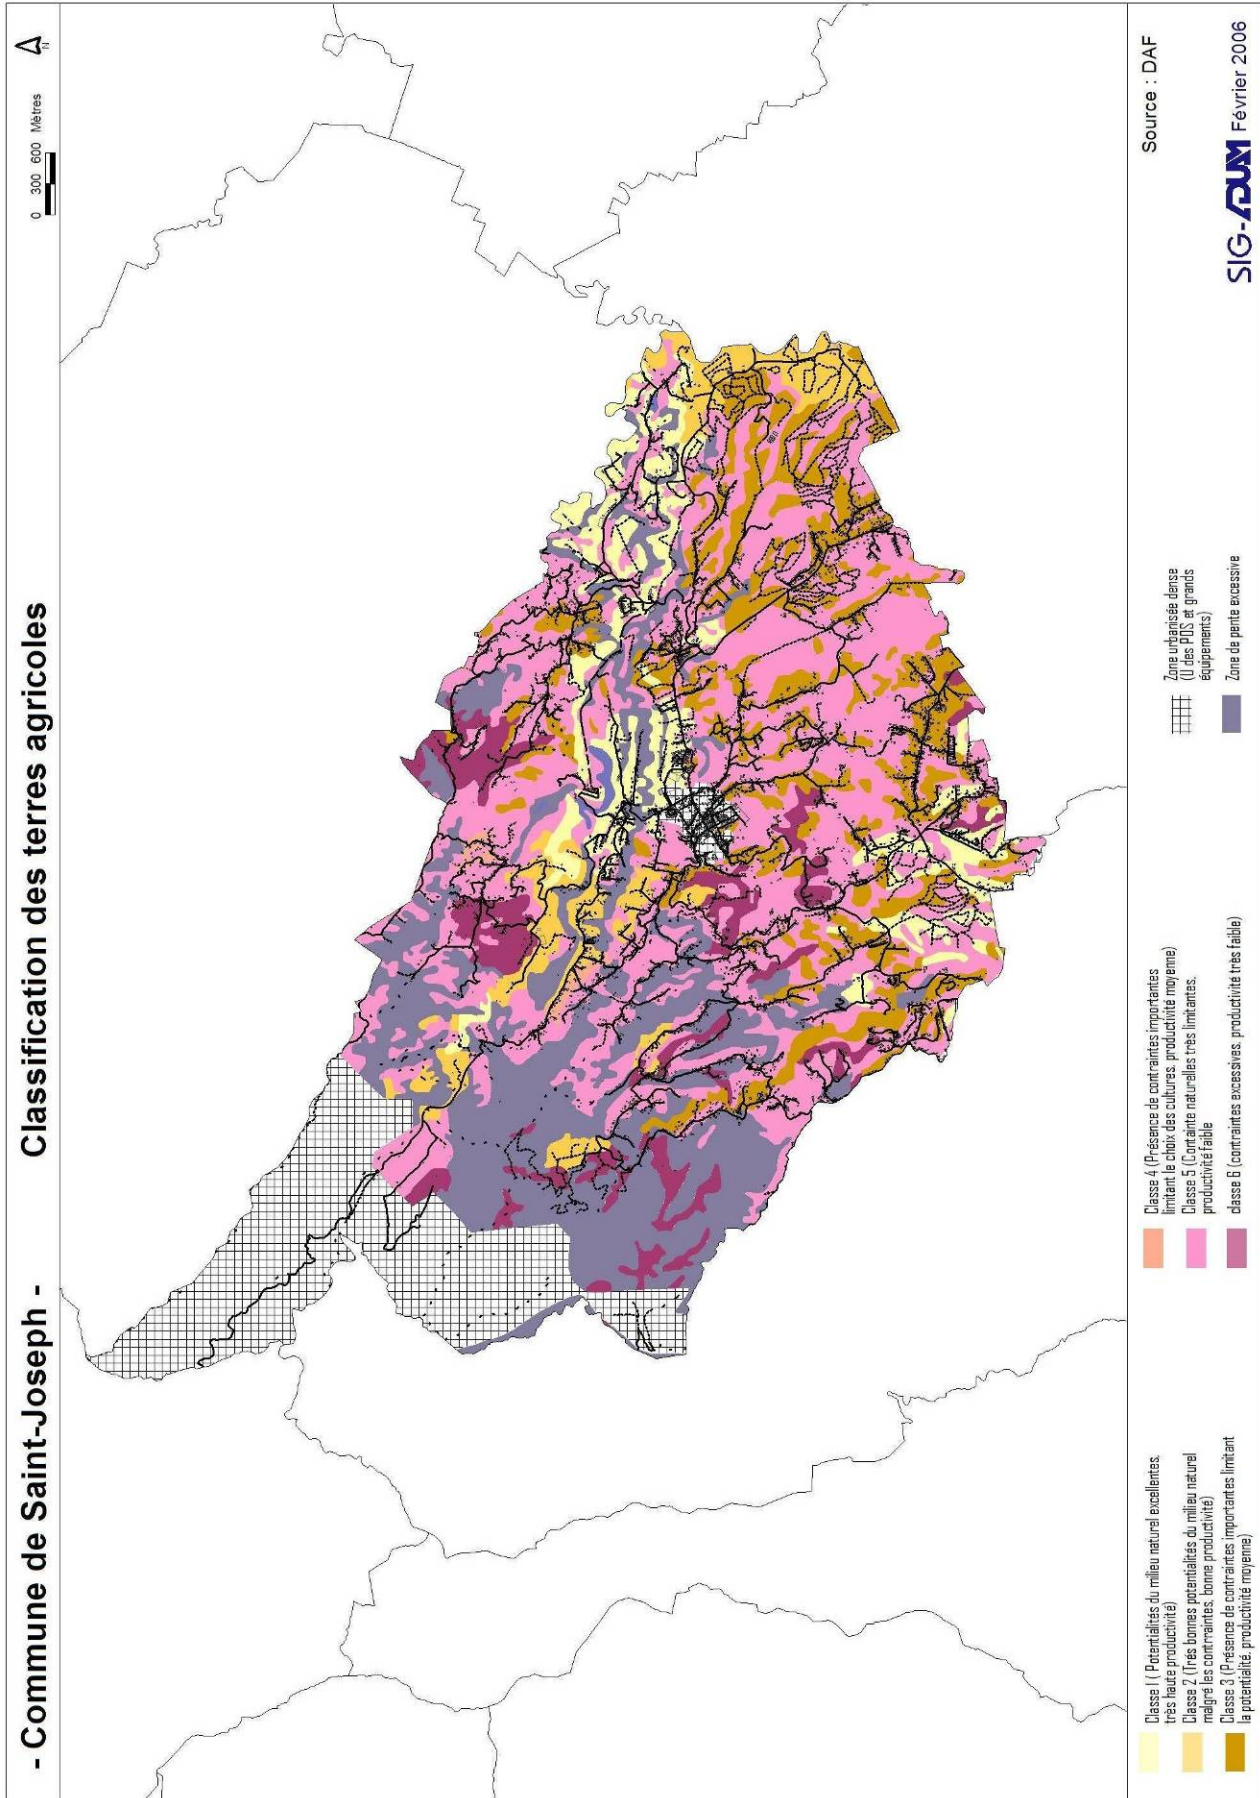 - Commune de Saint-Joseph - Classification des terres agricoles
0 300 600 Mètres
N
Classe I ( Potentialités du milieu naturel excellentes,
très haute productivité)
Classe 2 (Très bonnes potentialités du milieu naturel
malgré les contrraintes, bonne productivité)
Classe 3 (Présence de contraintes importantes limitant
la potentialité, productivité moyenne)
Classe 4 (Présence de contraintes importantes
limitant le choix des cultures, productivité moyenne)
Classe 5 (Containte naturelles très limitantes,
productivité faible
classe 6 (contraintes excessives, productivité très faible)
Zone urbanisée dense
(U des POS et grands
équipements)
Zone de pente excessive
Source : DAF
SIG-ADUAM Février 2006